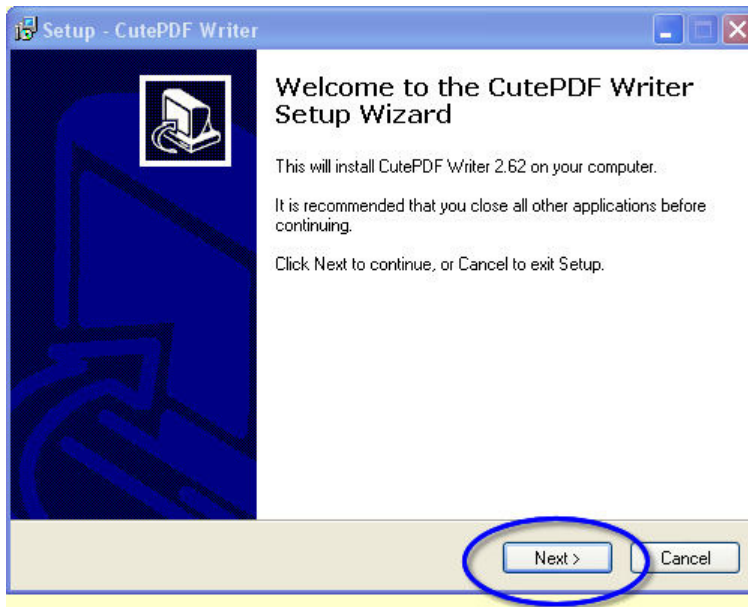 Setup - CutePDF Writer
Welcome to the CutePDF Writer
Setup Wizard
This will install CutePDF Writer 2.62 on your computer.
It is recommended that you close all other applications before
continuing.
Click Next to continue, or Cancel to exit Setup.
Next >
Cancel